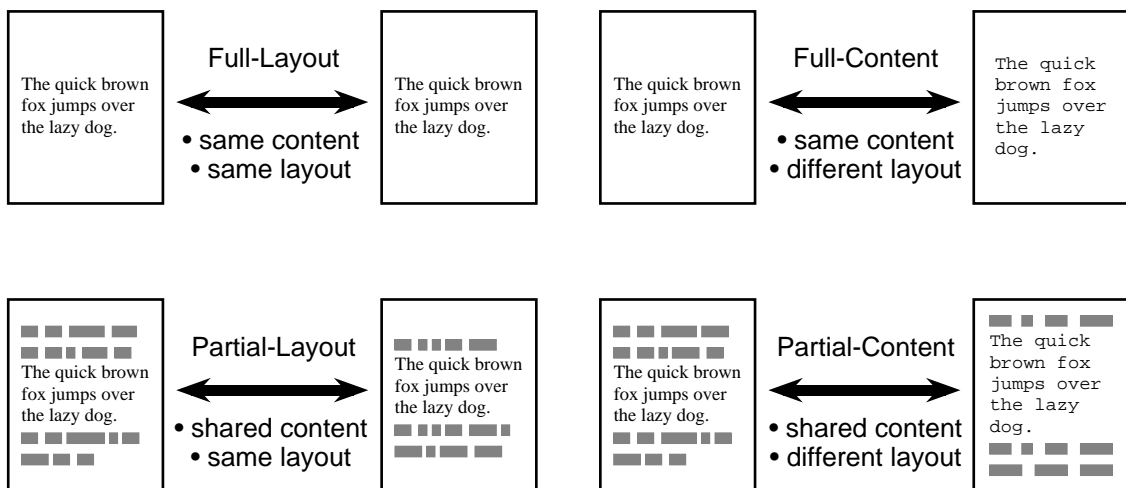 Full-Layout
The quick brown
fox jumps over
the lazy dog.
• same content
• same layout
The quick brown
fox jumps over
the lazy dog.
Full-Content
The quick brown
fox jumps over
the lazy dog.
• same content
• different layout
The quick
brown fox
jumps over
the lazy
dog.
Partial-Layout
The quick brown
fox jumps over
the lazy dog.
• shared content
• same layout
The quick brown
fox jumps over
the lazy dog.
Partial-Content
The quick brown
fox jumps over
the lazy dog.
• shared content
• different layout
The quick
brown fox
jumps over
the lazy
dog.